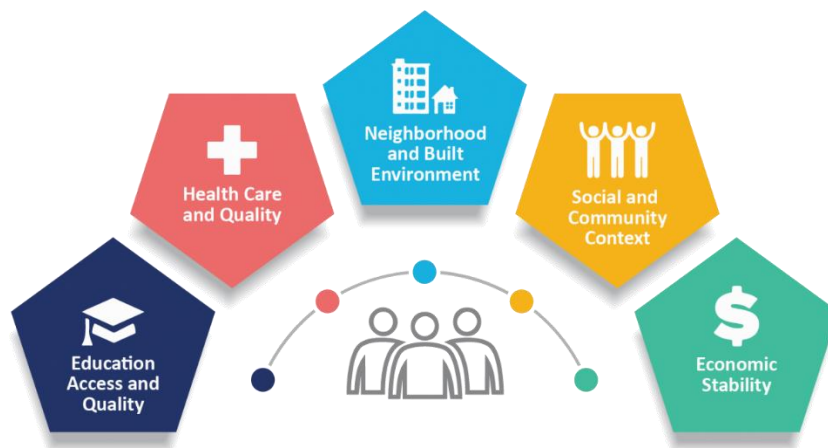 Education
Access and
Quality
Health Care
and Quality
Neighborhood
and Built
Environment
Social and
Community
Context
$
Economic
Stability